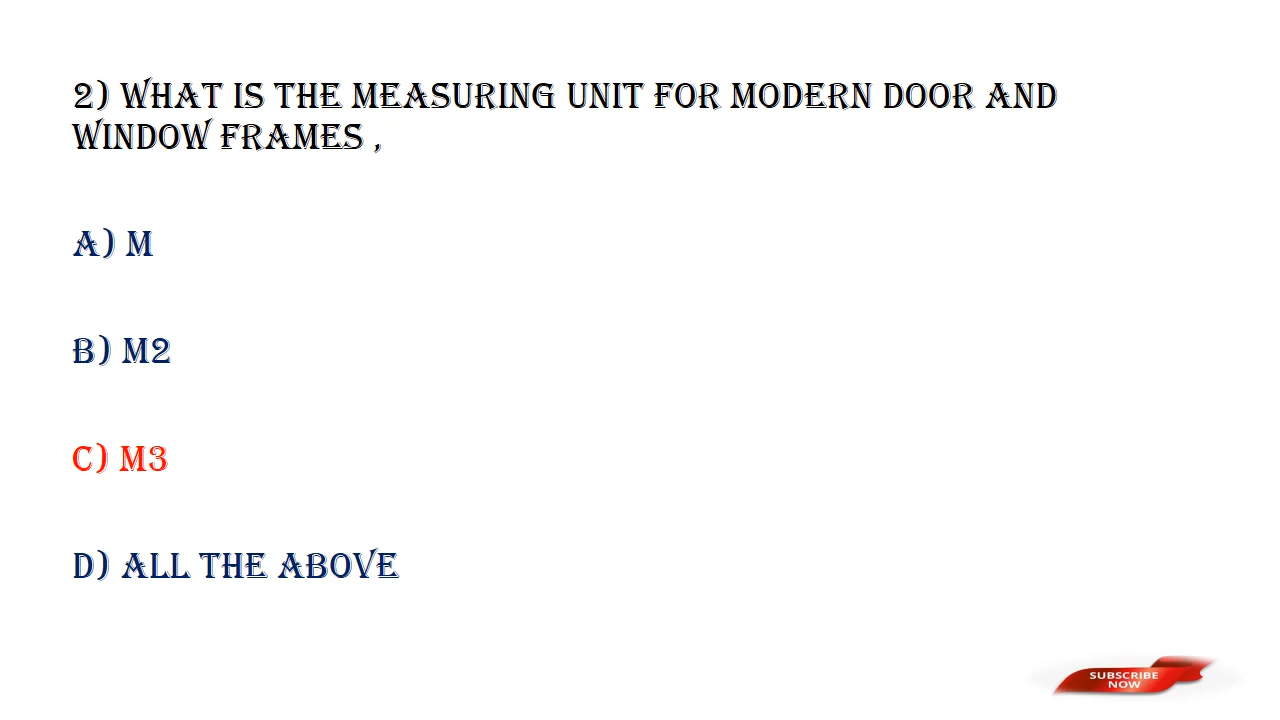 2) WHAT IS THE MEASURING UNIT FOR MODERN DOOR AND
WINDOW FRAMES ,
A) M
B) M2
C) M3
D) ALL THE ABOVE
SUBSCRIBE
NOW